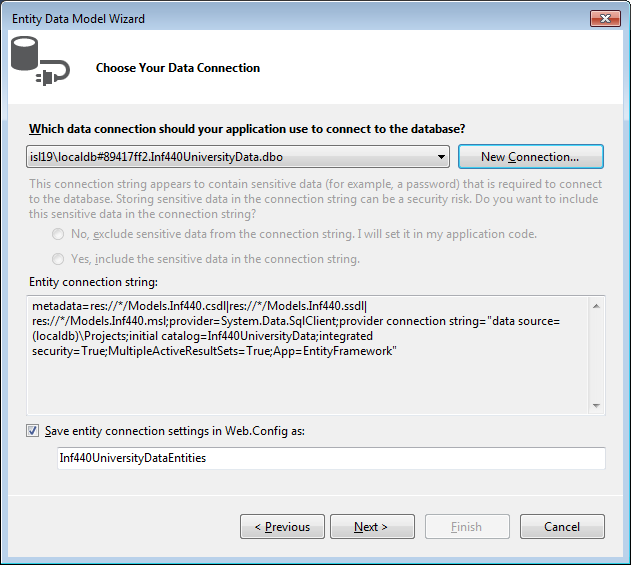 Entity Data Model Wizard
Choose Your Data Connection
Which data connection should your application use to connect to the database?
isl19\localdb#89417ff2.Inf440UniversityData.dbo
New Connection...
This connection string appears to contain sensitive data (for example, a password) that is required to connect
to the database. Storing sensitive data in the connection string can be a security risk. Do you want to include
this sensitive data in the connection string?
No, exclude sensitive data from the connection string. I will set it in my application code.
Yes, include the sensitive data in the connection string.
Entity connection string:
metadata=res://*/Models.Inf440.csdl|res://*/Models.Inf440.ssdl|
res://*/Models.Inf440.msl;provider=System.Data.SqlClient;provider connection string="data source=
(localdb)\Projects;initial catalog=Inf440UniversityData;integrated
security=True;MultipleActiveResultSets=True;App=EntityFramework"
Save entity connection settings in Web.Config as:
Inf440UniversityDataEntities
< Previous
Next >
Finish
Cancel